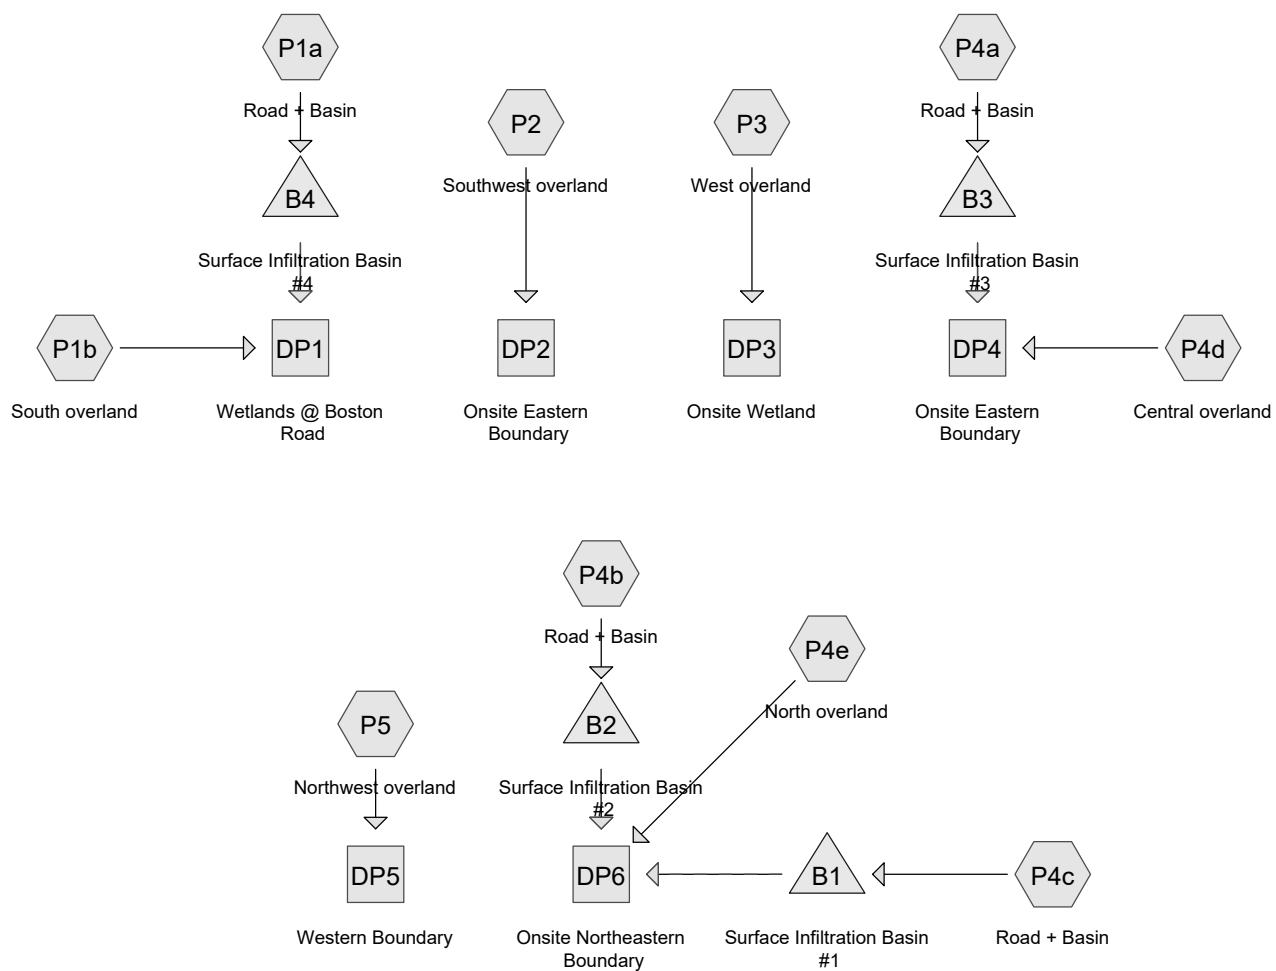 P1a
Road + Basin
P4a
Road + Basin
P2
Southwest overland
P3
West overland
B4
Surface Infiltration Basin
#4
B3
Surface Infiltration Basin
#3
P1b
South overland
DP1
Wetlands @ Boston
Road
DP2
Onsite Eastern
Boundary
DP3
Onsite Wetland
DP4
Onsite Eastern
Boundary
P4d
Central overland
P4b
Road + Basin
P4e
North overland
P5
Northwest overland
B2
Surface Infiltration Basin
#2
DP5
Western Boundary
DP6
Onsite Northeastern
Boundary
B1
Surface Infiltration Basin
#1
P4c
Road + Basin